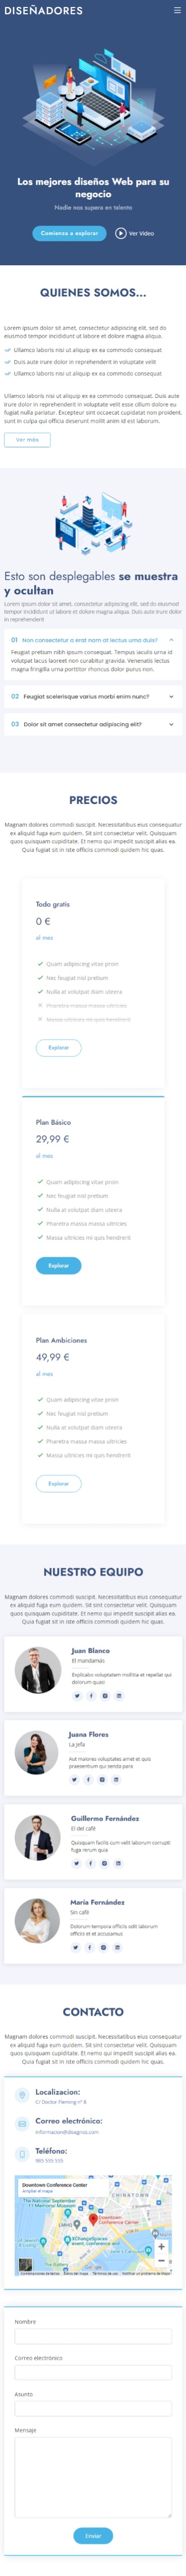 DISEÑADORES
Los mejores diseños Web para su
negocio
Nadie nos supera en talento
Comienza a explorar
Ver Video
QUIENES SOMOS...
Lorem ipsum dolor sit amet, consectetur adipiscing elit, sed do
eiusmod tempor incididunt ut labore et dolore magna aliqua.
Ullamco laboris nisi ut aliquip ex ea commodo consequat
Duis aute irure dolor in reprehenderit in voluptate velit
Ullamco laboris nisi ut aliquip ex ea commodo consequat
Ullamco laboris nisi ut aliquip ex ea commodo consequat. Duis aute
irure dolor in reprehenderit in voluptate velit esse cillum dolore eu
fugiat nulla pariatur. Excepteur sint occaecat cupidatat non proident,
sunt in culpa qui officia deserunt mollit anim id est laborum.
Ver más
Esto son desplegables se muestra
y ocultan
Lorem ipsum dolor sit amet, consectetur adipiscing elit, sed do eiusmod
tempor incididunt ut labore et dolore magna aliqua. Duis aute irure dolor
in reprehenderit
01 Non consectetur a erat nam at lectus urna duis?
Feugiat pretium nibh ipsum consequat. Tempus iaculis urna id
volutpat lacus laoreet non curabitur gravida. Venenatis lectus
magna fringilla urna porttitor rhoncus dolor purus non.
02 Feugiat scelerisque varius morbi enim nunc?
03 Dolor sit amet consectetur adipiscing elit?
PRECIOS
Magnam dolores commodi suscipit. Necessitatibus eius consequatur
ex aliquid fuga eum quidem. Sit sint consectetur velit. Quisquam
quos quisquam cupiditate. Et nemo qui impedit suscipit alias ea.
Quia fugiat sit in iste officiis commodi quidem hic quas.
Todo gratis
0 €
al mes
Quam adipiscing vitae proin
Nec feugiat nisl pretium
Nulla at volutpat diam uteera
Pharetra massa massa ultricies
Massa ultricies mi quis hendrerit
Explorar
Plan Básico
29,99 €
al mes
Quam adipiscing vitae proin
Nec feugiat nisl pretium
Nulla at volutpat diam uteera
Pharetra massa massa ultricies
Massa ultricies mi quis hendrerit
Explorar
Plan Ambiciones
49,99 €
al mes
Quam adipiscing vitae proin
Nec feugiat nisl pretium
Nulla at volutpat diam uteera
Pharetra massa massa ultricies
Massa ultricies mi quis hendrerit
Explorar
NUESTRO EQUIPO
Magnam dolores commodi suscipit. Necessitatibus eius consequatur
ex aliquid fuga eum quidem. Sit sint consectetur velit. Quisquam
quos quisquam cupiditate. Et nemo qui impedit suscipit alias ea.
Quia fugiat sit in iste officiis commodi quidem hic quas.
Juan Blanco
El mandamás
Explicabo voluptatem mollitia et repellat qui
dolorum quasi
Juana Flores
La jefa
Aut maiores voluptates amet et quis
praesentium qui senda para
Guillermo Fernández
El del café
Quisquam facilis cum velit laborum corrupti
fuga rerum quia
Maria Fernández
Sin café
Dolorum tempora officiis odit laborum
officiis et et accusamus
CONTACTO
Magnam dolores commodi suscipit. Necessitatibus eius consequatur
ex aliquid fuga eum quidem. Sit sint consectetur velit. Quisquam
quos quisquam cupiditate. Et nemo qui impedit suscipit alias ea.
Quia fugiat sit in iste officiis commodi quidem hic quas.
Localizacion:
C/ Doctor Fleming nº 6
Correo electrónico:
Teléfono:
985 555 555
Downtown Conference Center
Ampliar el mapa
The National September
11 Memorial
Downtown
Conference Center
Google
Nombre
Correo electrónico
Asunto
Mensaje
Enviar